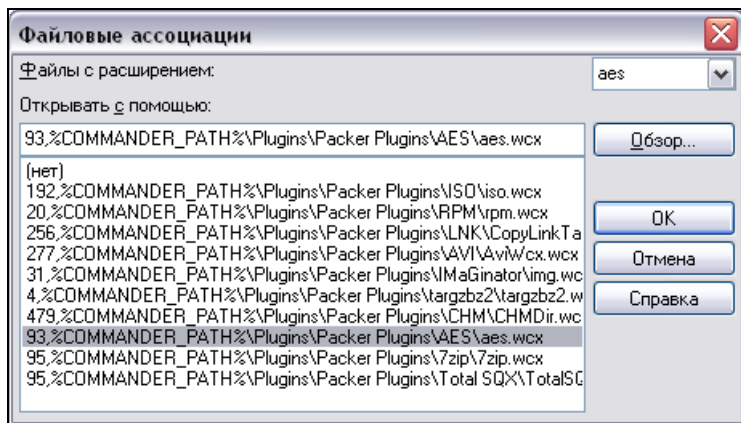 Файловые ассоциации
Файлы с расширением:
aes
Открывать с помощью:
93,%COMMANDER_PATH%\Plugins\Packer Plugins\AES\aes.wcx
Обзор...
(нет)
192,%COMMANDER_PATH%\Plugins\Packer Plugins\ISO\iso.wcx
20,%COMMANDER_PATH%\Plugins\Packer Plugins\RPM\rpm.wcx
256,%COMMANDER_PATH%\Plugins\Packer Plugins\LNK\CopyLinkTa
277,%COMMANDER_PATH%\Plugins\Packer Plugins\AVI\AviWcx.wcx
31,%COMMANDER_PATH%\Plugins\Packer Plugins\IMaGinator\img.wc
4,%COMMANDER_PATH%\Plugins\Packer Plugins\targzbz2\targzbz2.w
479,%COMMANDER_PATH%\Plugins\Packer Plugins\CHM\CHMDir.wc
93,%COMMANDER_PATH%\Plugins\Packer Plugins\AES\aes.wcx
95,%COMMANDER_PATH%\Plugins\Packer Plugins\7zip\7zip.wcx
95,%COMMANDER_PATH%\Plugins\Packer Plugins\Total SQX\TotalSQ
OK
Отмена
Справка